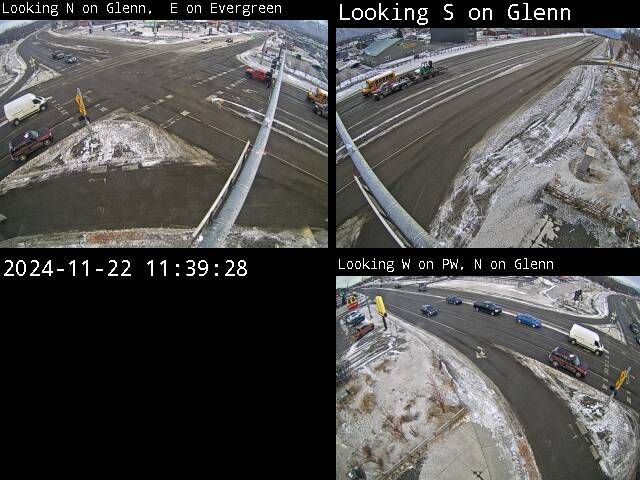 Looking N on Glenn,  E on Evergreen
Looking S on Glenn
2024-11-22 11:39:28
Looking W on PW, N on Glenn